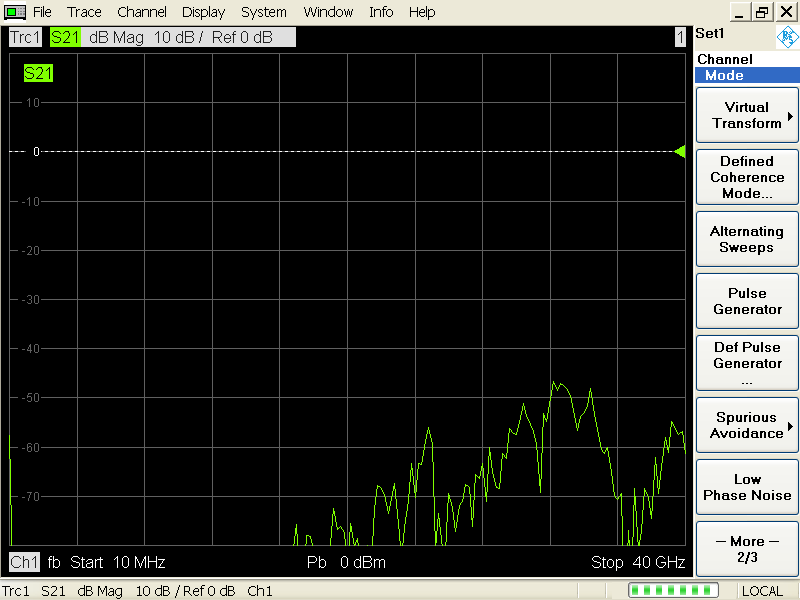 File Trace Channel Display System Window Info Help
Trc1 S21 dB Mag 10 dB / Ref 0 dB 1
Set1
S21
Channel
Mode
Virtual
Transform
Defined
Coherence
Mode...
Alternating
Sweeps
Pulse
Generator
Def Pulse
Generator
...
Spurious
Avoidance
Low
Phase Noise
— More —
2/3
10
0
-10
-20
-30
-40
-50
-60
-70
Ch1 fb Start 10 MHz Pb 0 dBm Stop 40 GHz
Trc1 S21 dB Mag 10 dB / Ref 0 dB Ch1 LOCAL